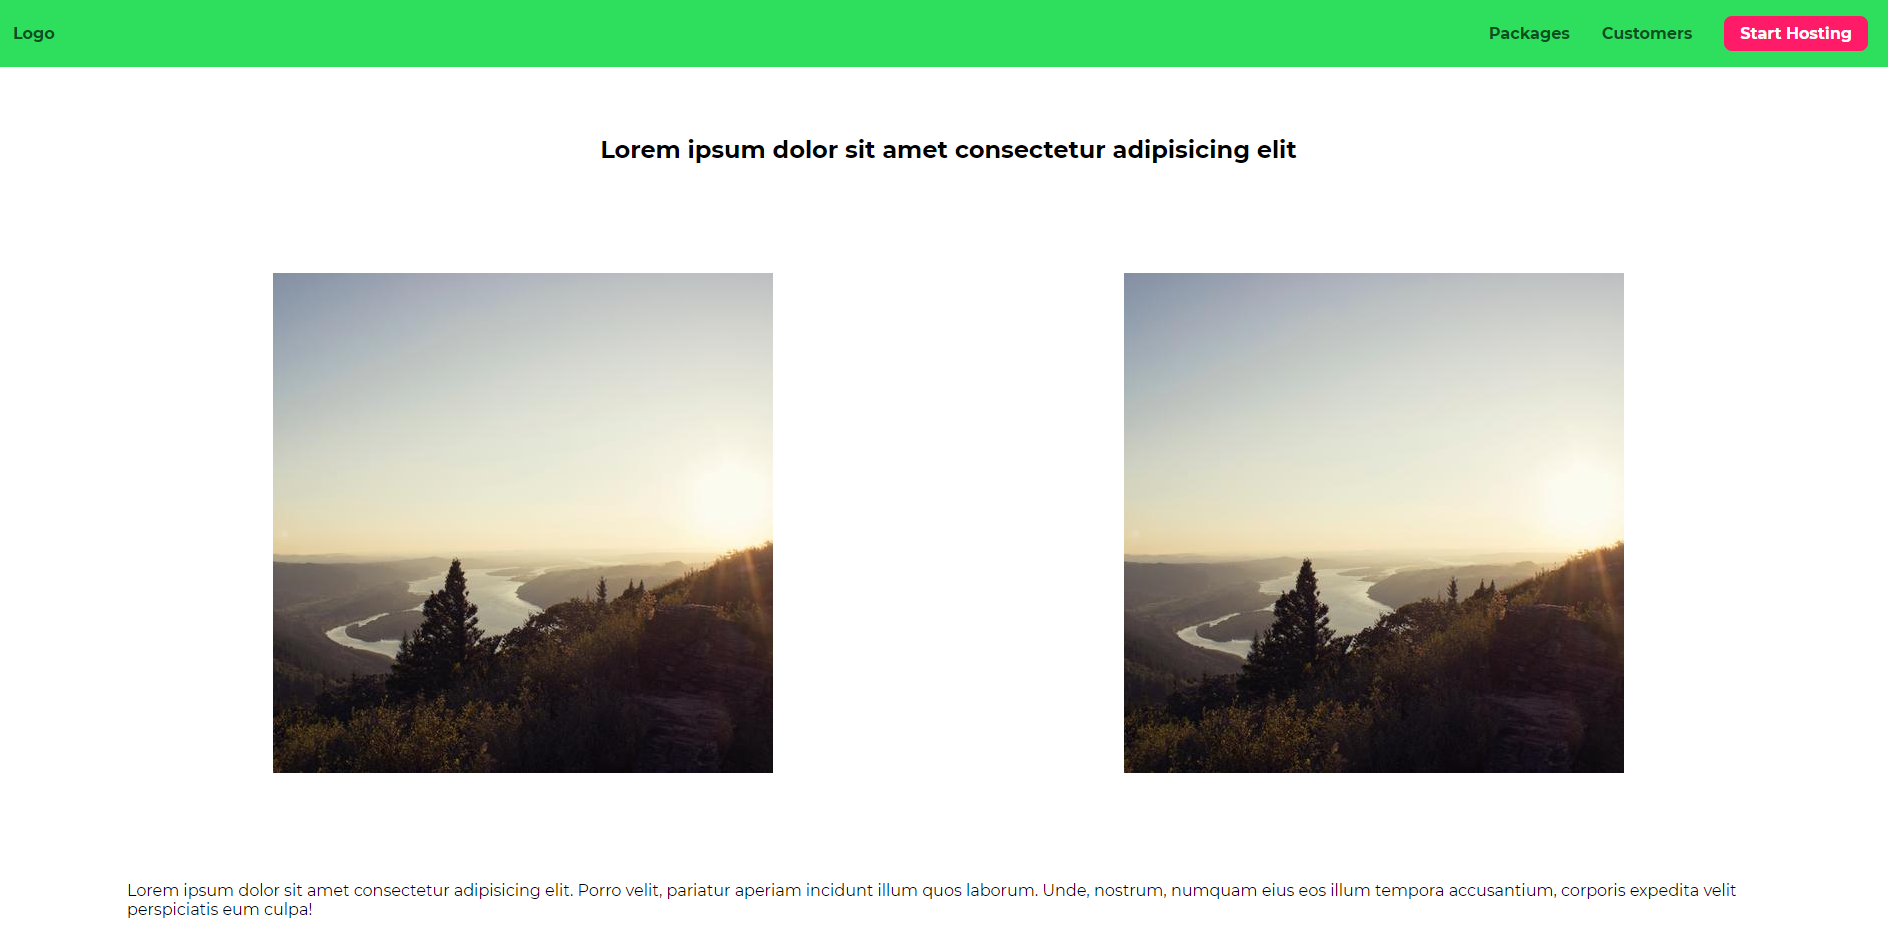 Logo
Packages
Customers
Start Hosting
Lorem ipsum dolor sit amet consectetur adipisicing elit
Lorem ipsum dolor sit amet consectetur adipisicing elit. Porro velit, pariatur aperiam incidunt illum quos laborum. Unde, nostrum, numquam eius eos illum tempora accusantium, corporis expedita velit
perspiciatis eum culpa!